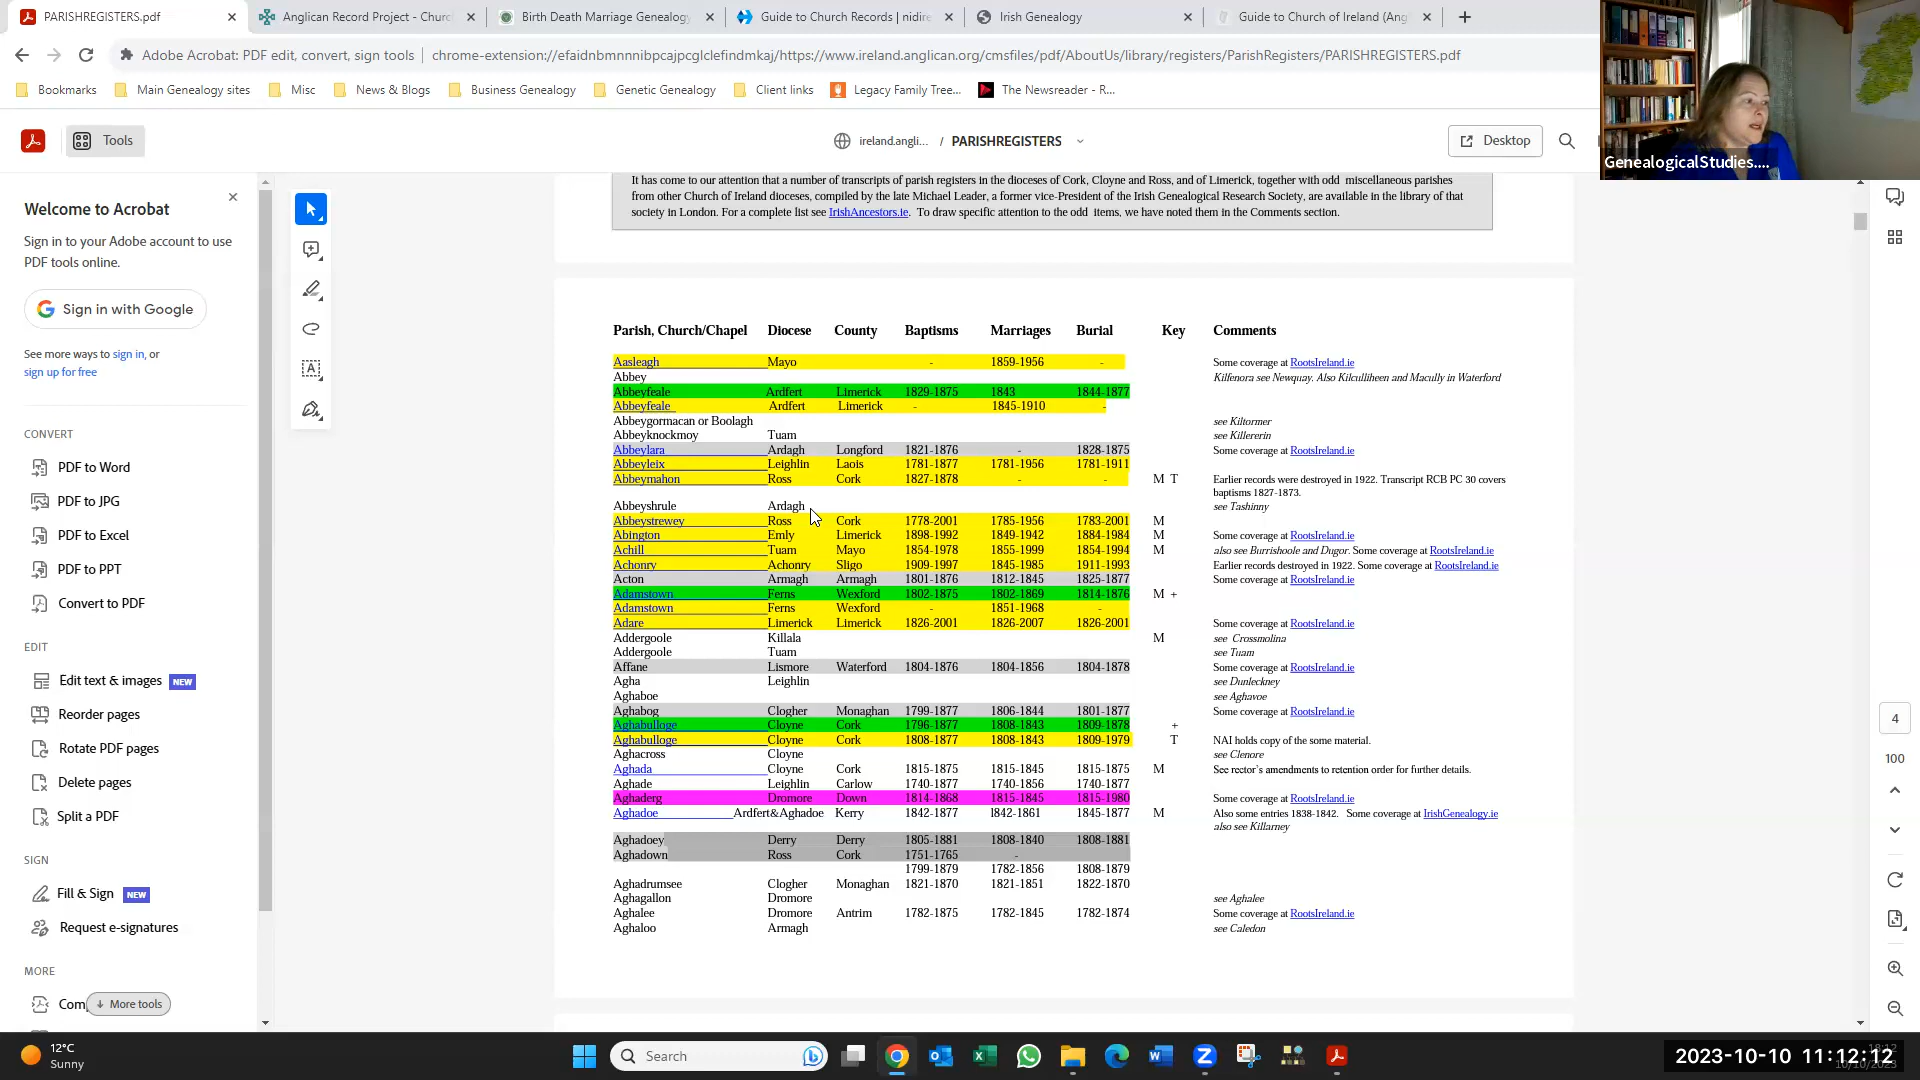 PARISHREGISTERS.pdf
Anglican Record Project - Churc
Birth Death Marriage Genealogy
Guide to Church Records | nidire
Irish Genealogy
Guide to Church of Ireland (Ang
Adobe Acrobat: PDF edit, convert, sign tools
chrome-extension://efaidnbmnnnibpcajpcglclefindmkaj/https://www.ireland.anglican.org/cmsfiles/pdf/AboutUs/library/registers/ParishRegisters/PARISHREGISTERS.pdf
Bookmarks Main Genealogy sites Misc News & Blogs Business Genealogy Genetic Genealogy Client links Legacy Family Tree... The Newsreader - R...
Tools
ireland.angli... / PARISHREGISTERS
Desktop
GenealogicalStudies....
Welcome to Acrobat
Sign in to your Adobe account to use
PDF tools online.
Sign in with Google
See more ways to sign in, or
sign up for free
CONVERT
PDF to Word
PDF to JPG
PDF to Excel
PDF to PPT
Convert to PDF
EDIT
Edit text & images NEW
Reorder pages
Rotate PDF pages
Delete pages
Split a PDF
SIGN
Fill & Sign NEW
Request e-signatures
MORE
Com
More tools
It has come to our attention that a number of transcripts of parish registers in the dioceses of Cork, Cloyne and Ross, and of Limerick, together with odd miscellaneous parishes
from other Church of Ireland dioceses, compiled by the late Michael Leader, a former vice-President of the Irish Genealogical Research Society, are available in the library of that
society in London. For a complete list see IrishAncestors.ie. To draw specific attention to the odd items, we have noted them in the Comments section.
Parish, Church/Chapel Diocese County Baptisms Marriages Burial Key Comments
Aasleagh Mayo - 1859-1956 - Some coverage at RootsIreland.ie
Abbey Kilfenora see Newquay. Also Kilculliheen and Macully in Waterford
Abbeyfeale Ardfert Limerick 1829-1875 1843 1844-1877
Abbeyfeale Ardfert Limerick - 1845-1910 -
Abbeygormacan or Boolagh see Kiltormer
Abbeyknockmoy Tuam see Killererin
Abbeylara Ardagh Longford 1821-1876 - 1828-1875 Some coverage at RootsIreland.ie
Abbeyleix Leighlin Laois 1781-1877 1781-1956 1781-1911
Abbeymahon Ross Cork 1827-1878 - - M T Earlier records were destroyed in 1922. Transcript RCB PC 30 covers
baptisms 1827-1873.
Abbeyshrule Ardagh see Tashinny
Abbeystrewey Ross Cork 1778-2001 1785-1956 1783-2001 M
Abington Emly Limerick 1898-1992 1849-1942 1884-1984 M Some coverage at RootsIreland.ie
Achill Tuam Mayo 1854-1978 1855-1999 1854-1994 M also see Burrishoole and Dugor. Some coverage at RootsIreland.ie
Achonry Achonry Sligo 1909-1997 1845-1985 1911-1993 Earlier records destroyed in 1922. Some coverage at RootsIreland.ie
Acton Armagh Armagh 1801-1876 1812-1845 1825-1877 Some coverage at RootsIreland.ie
Adamstown Ferns Wexford 1802-1875 1802-1869 1814-1876 M +
Adamstown Ferns Wexford - 1851-1968 -
Adare Limerick Limerick 1826-2001 1826-2007 1826-2001 Some coverage at RootsIreland.ie
Addergoole Killala M see Crossmolina
Addergoole Tuam see Tuam
Affane Lismore Waterford 1804-1876 1804-1856 1804-1878 Some coverage at RootsIreland.ie
Agha Leighlin see Dunleckney
Aghaboe see Aghavoe
Aghabog Clogher Monaghan 1799-1877 1806-1844 1801-1877 Some coverage at RootsIreland.ie
Aghabulloge Cloyne Cork 1796-1877 1808-1843 1809-1878 +
Aghabulloge Cloyne Cork 1808-1877 1808-1843 1809-1979 T NAI holds copy of the some material.
Aghacross Cloyne see Clenore
Aghada Cloyne Cork 1815-1875 1815-1845 1815-1875 M See rector's amendments to retention order for further details.
Aghade Leighlin Carlow 1740-1877 1740-1856 1740-1877
Aghaderg Dromore Down 1814-1868 1815-1845 1815-1980 Some coverage at RootsIreland.ie
Aghadoe Ardfert&Aghadoe Kerry 1842-1877 l842-1861 1845-1877 M Also some entries 1838-1842. Some coverage at IrishGenealogy.ie
also see Killarney
Aghadoey Derry Derry 1805-1881 1808-1840 1808-1881
Aghadown Ross Cork 1751-1765 -
1799-1879 1782-1856 1808-1879
Aghadrumsee Clogher Monaghan 1821-1870 1821-1851 1822-1870
Aghagallon Dromore see Aghalee
Aghalee Dromore Antrim 1782-1875 1782-1845 1782-1874 Some coverage at RootsIreland.ie
Aghaloo Armagh see Caledon
4
100
12°C
Sunny
Search
2023-10-10 11:12:12